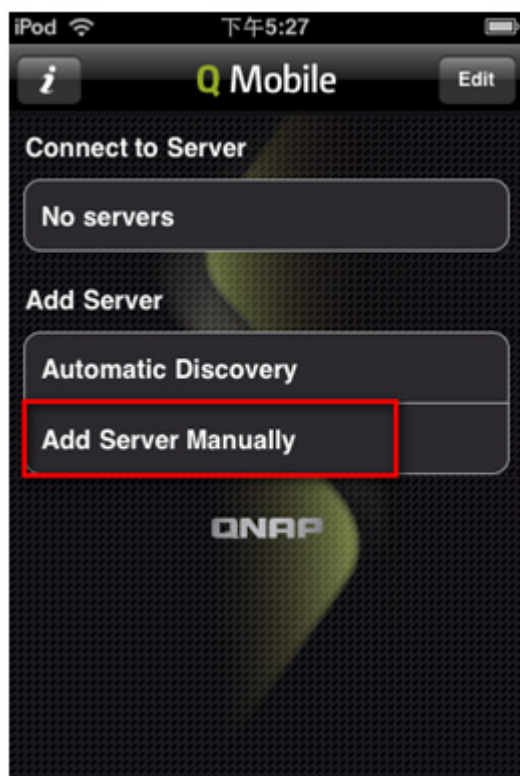 iPod 下午5:27
i Q Mobile Edit
Connect to Server
No servers
Add Server
Automatic Discovery
Add Server Manually
QNAP